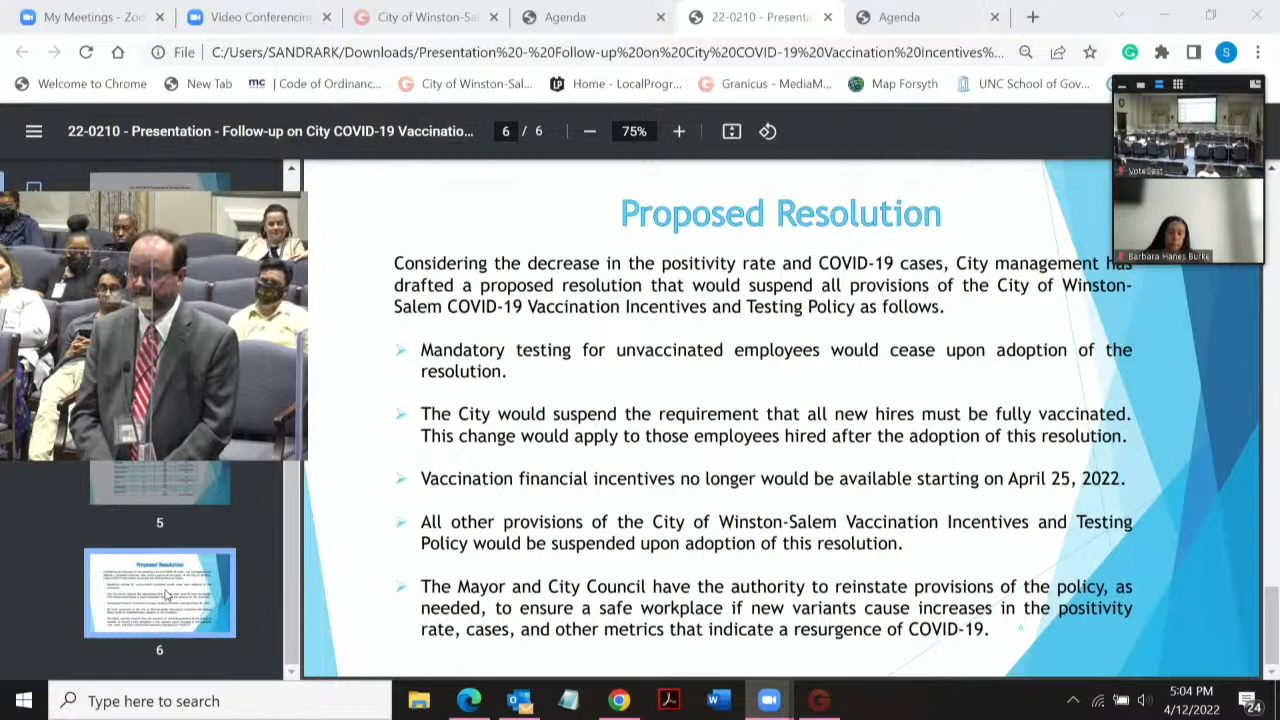 My Meetings - Zoo
Video Conferencing
City of Winston-Sal
Agenda
22-0210 - Presenta
Agenda
File
C:/Users/SANDRARK/Downloads/Presentation%20-%20Follow-up%20on%20City%20COVID-19%20Vaccination%20Incentives%...
S
Welcome to Chrome
New Tab
mc | Code of Ordinanc...
City of Winston-Sal...
Home - LocalProgr...
Granicus - MediaM...
Map Forsyth
UNC School of Gov...
22-0210 - Presentation - Follow-up on City COVID-19 Vaccinatio...
6 / 6
75%
VoteCast
Barbara Hanes Burke
Proposed Resolution
Considering the decrease in the positivity rate and COVID-19 cases, City management has
drafted a proposed resolution that would suspend all provisions of the City of Winston-
Salem COVID-19 Vaccination Incentives and Testing Policy as follows.
Mandatory testing for unvaccinated employees would cease upon adoption of the
resolution.
The City would suspend the requirement that all new hires must be fully vaccinated.
This change would apply to those employees hired after the adoption of this resolution.
Vaccination financial incentives no longer would be available starting on April 25, 2022.
All other provisions of the City of Winston-Salem Vaccination Incentives and Testing
Policy would be suspended upon adoption of this resolution.
The Mayor and City Council have the authority to reinstate provisions of the policy, as
needed, to ensure a safe workplace if new variants cause increases in the positivity
rate, cases, and other metrics that indicate a resurgence of COVID-19.
5
Proposed Resolution
6
Type here to search
5:04 PM
4/12/2022
24